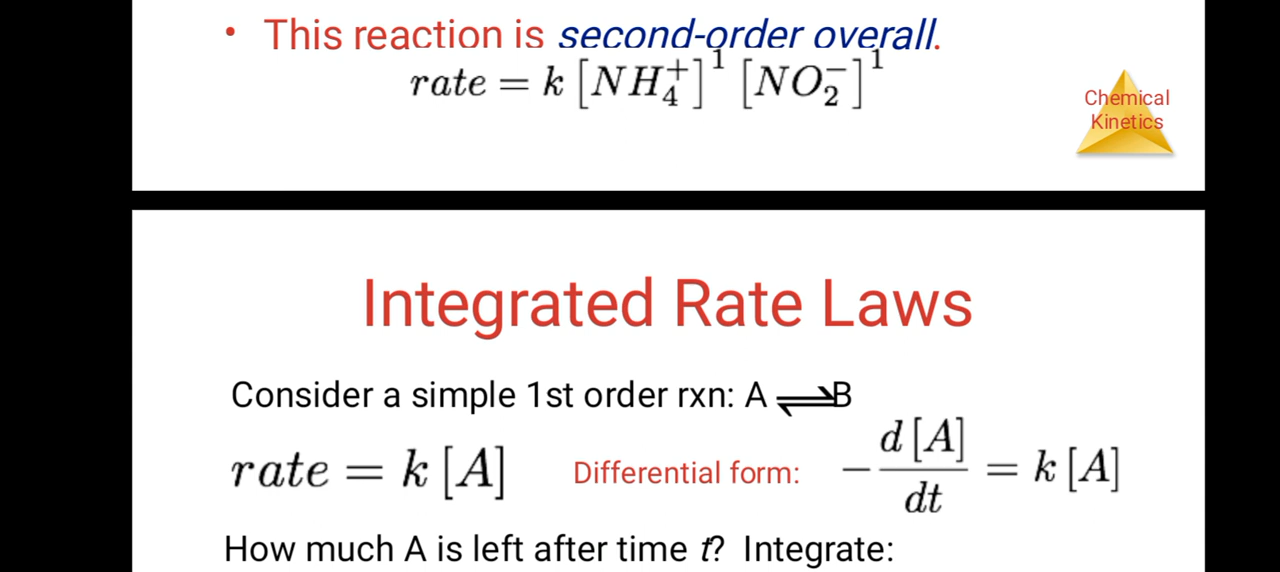 • This reaction is second-order overall.
rate = k [NH₄⁺]¹ [NO₂⁻]¹
Chemical
Kinetics
Integrated Rate Laws
Consider a simple 1st order rxn: A ⇌ B
rate = k [A] Differential form: − d [A] / dt = k [A]
How much A is left after time t? Integrate: